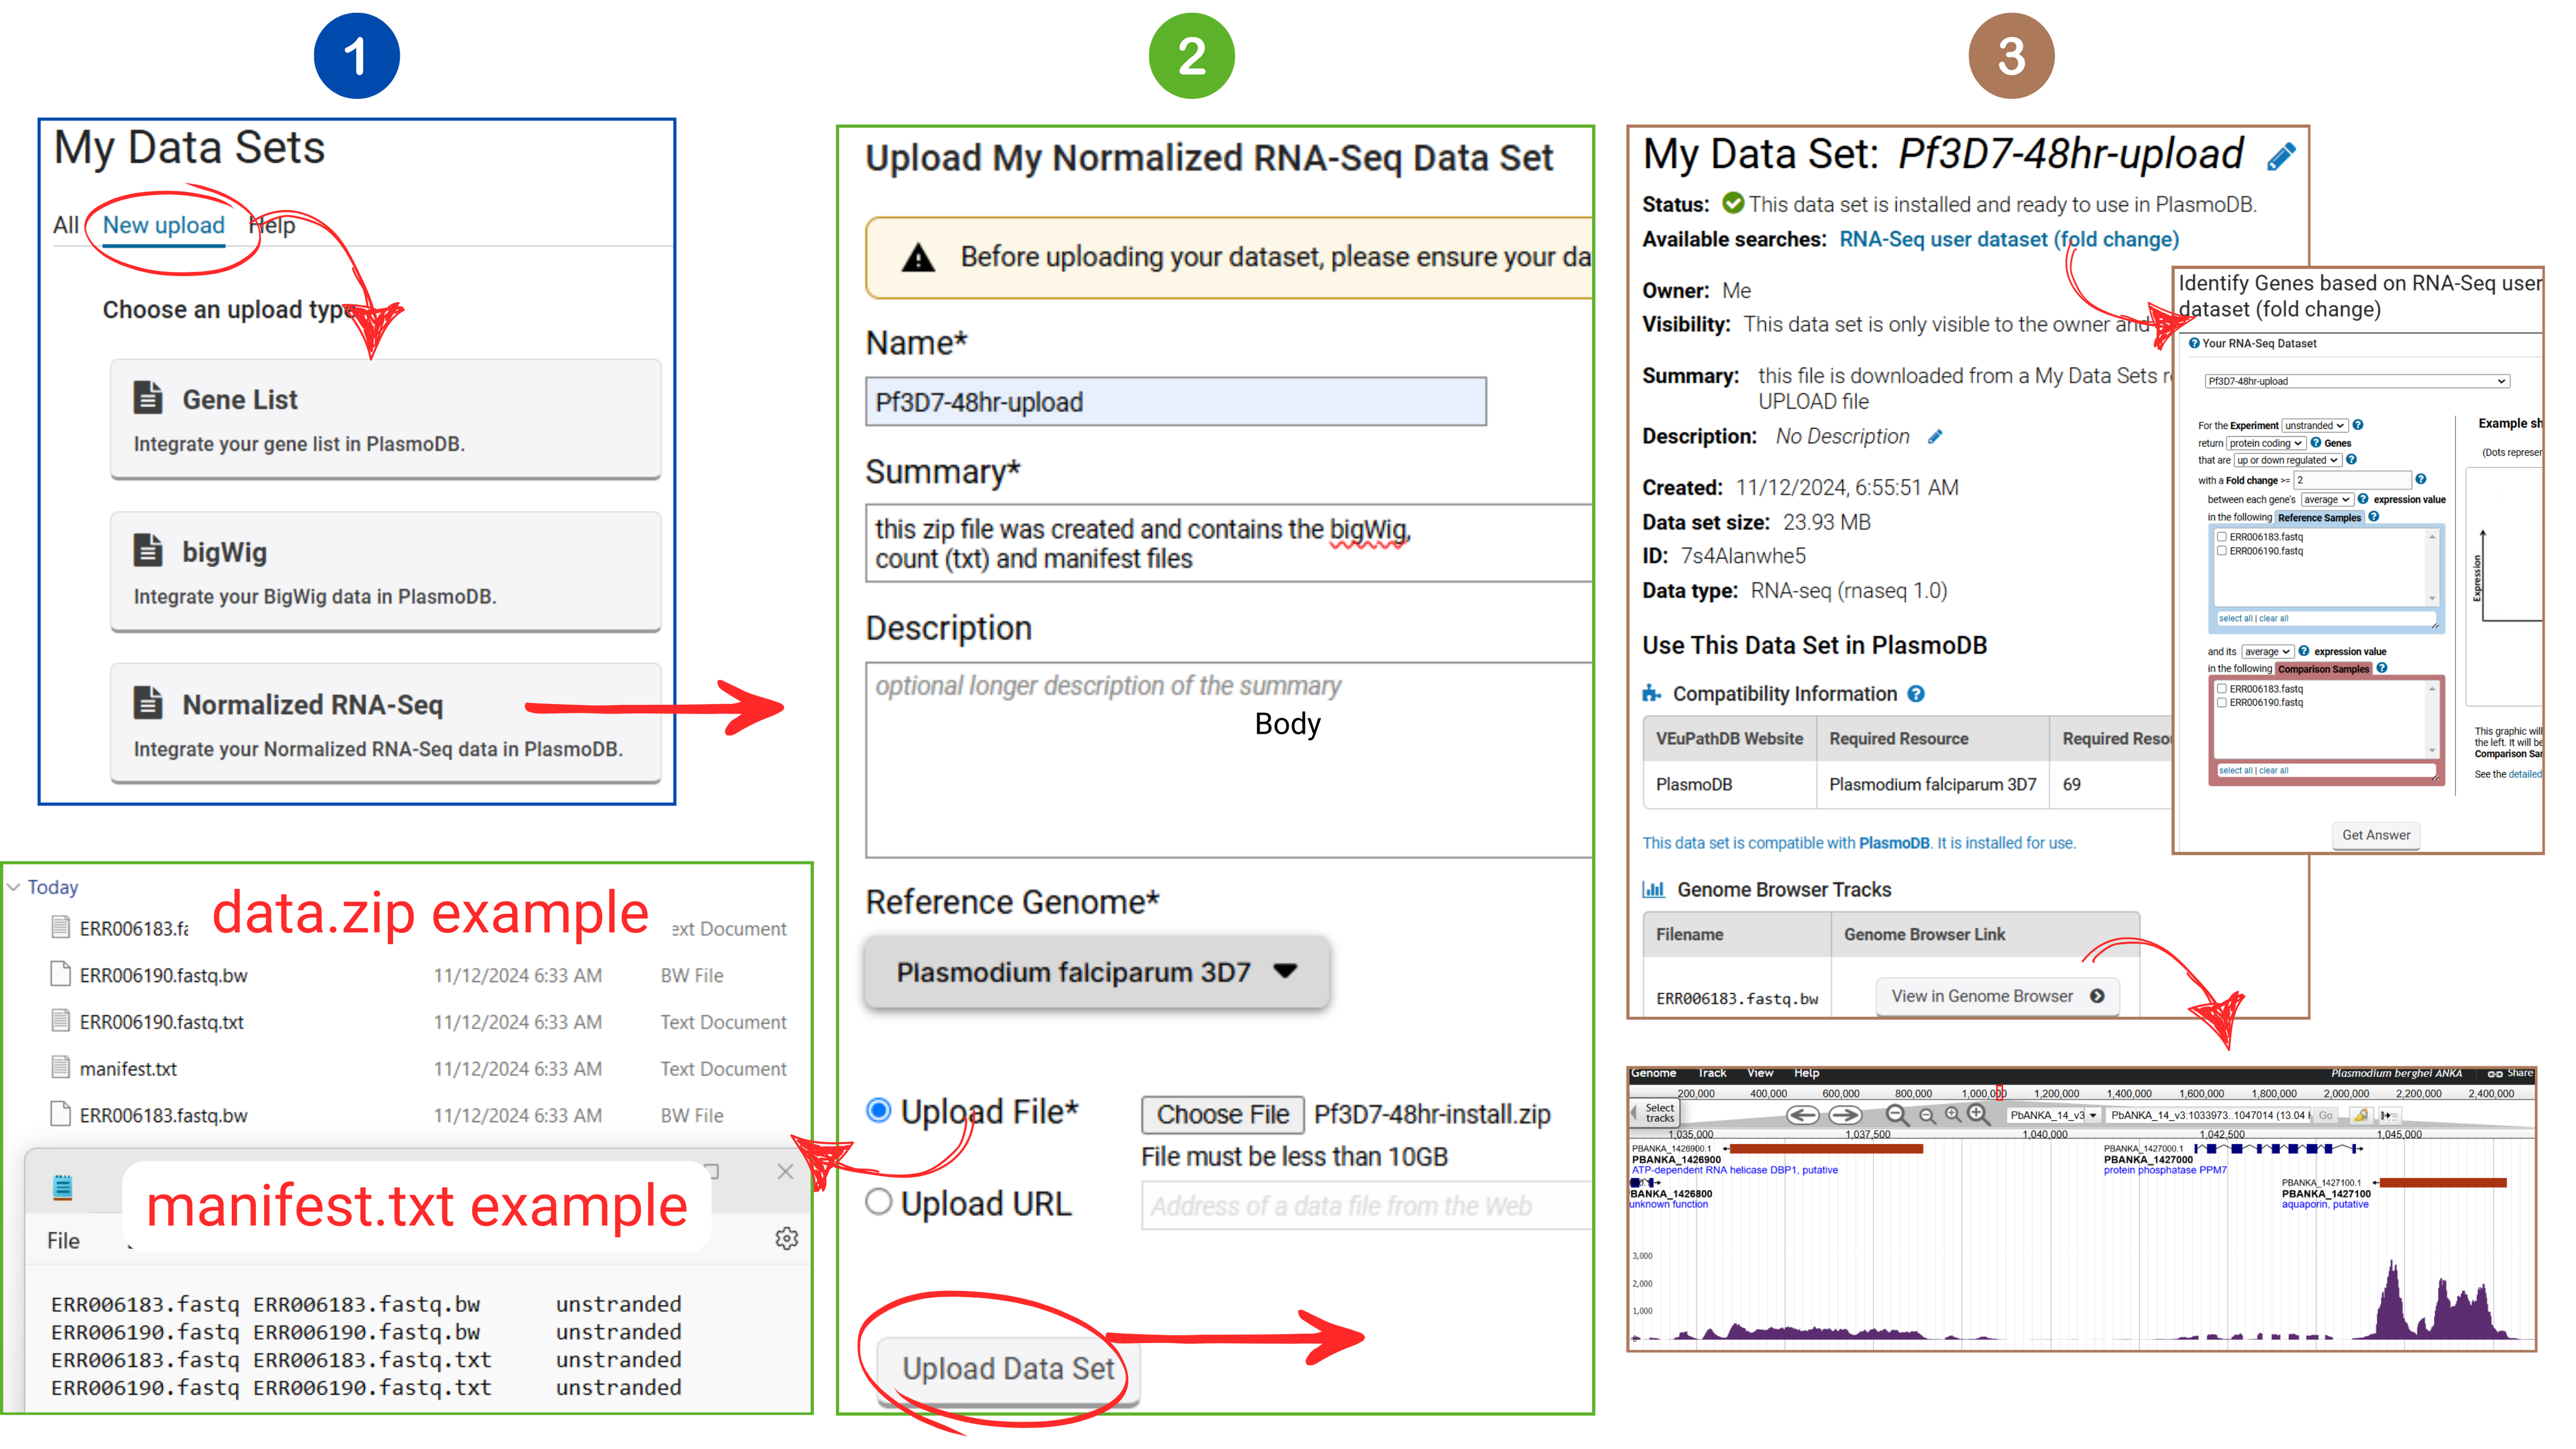 1
My Data Sets
All New upload Help
Choose an upload type
Gene List
Integrate your gene list in PlasmoDB.
bigWig
Integrate your BigWig data in PlasmoDB.
Normalized RNA-Seq
Integrate your Normalized RNA-Seq data in PlasmoDB.
Today
data.zip example
ERR006183.fa ext Document
ERR006190.fastq.bw 11/12/2024 6:33 AM BW File
ERR006190.fastq.txt 11/12/2024 6:33 AM Text Document
manifest.txt 11/12/2024 6:33 AM Text Document
ERR006183.fastq.bw 11/12/2024 6:33 AM BW File
manifest.txt example
File
ERR006183.fastq ERR006183.fastq.bw unstranded
ERR006190.fastq ERR006190.fastq.bw unstranded
ERR006183.fastq ERR006183.fastq.txt unstranded
ERR006190.fastq ERR006190.fastq.txt unstranded
2
Upload My Normalized RNA-Seq Data Set
Before uploading your dataset, please ensure your da
Name*
Pf3D7-48hr-upload
Summary*
this zip file was created and contains the bigWig,
count (txt) and manifest files
Description
optional longer description of the summary
Body
Reference Genome*
Plasmodium falciparum 3D7
Upload File* Choose File Pf3D7-48hr-install.zip
File must be less than 10GB
Upload URL Address of a data file from the Web
Upload Data Set
3
My Data Set: Pf3D7-48hr-upload
Status: This data set is installed and ready to use in PlasmoDB.
Available searches: RNA-Seq user dataset (fold change)
Owner: Me
Visibility: This data set is only visible to the owner and
Summary: this file is downloaded from a My Data Sets r
UPLOAD file
Description: No Description
Created: 11/12/2024, 6:55:51 AM
Data set size: 23.93 MB
ID: 7s4Alanwhe5
Data type: RNA-seq (rnaseq 1.0)
Use This Data Set in PlasmoDB
Compatibility Information
VEuPathDB Website Required Resource Required Resou
PlasmoDB Plasmodium falciparum 3D7 69
This data set is compatible with PlasmoDB. It is installed for use.
Genome Browser Tracks
Filename Genome Browser Link
ERR006183.fastq.bw View in Genome Browser
Identify Genes based on RNA-Seq user
dataset (fold change)
Your RNA-Seq Dataset
Pf3D7-48hr-upload
For the Experiment unstranded
return protein coding Genes
that are up or down regulated
with a Fold change >= 2
between each gene's average expression value
in the following Reference Samples
ERR006183.fastq
ERR006190.fastq
select all | clear all
and its average expression value
in the following Comparison Samples
ERR006183.fastq
ERR006190.fastq
select all | clear all
Example sh
(Dots represer
Expression
This graphic will
the left. It will be
Comparison Sar
See the detailed
Get Answer
Genome Track View Help Plasmodium berghei ANKA Share
200,000 400,000 600,000 800,000 1,000,000 1,200,000 1,400,000 1,600,000 1,800,000 2,000,000 2,200,000 2,400,000
Select
tracks
PbANKA_14_v3 PbANKA_14_v3:1033973..1047014 (13.04 Go
1,035,000 1,037,500 1,040,000 1,042,500 1,045,000
PBANKA_1426900.1 PBANKA_1427000.1
PBANKA_1426900 PBANKA_1427000
ATP-dependent RNA helicase DBP1, putative protein phosphatase PPM7
PBANKA_1427100.1
BANKA_1426800 PBANKA_1427100
unknown function aquaporin, putative
3,000
2,000
1,000
0